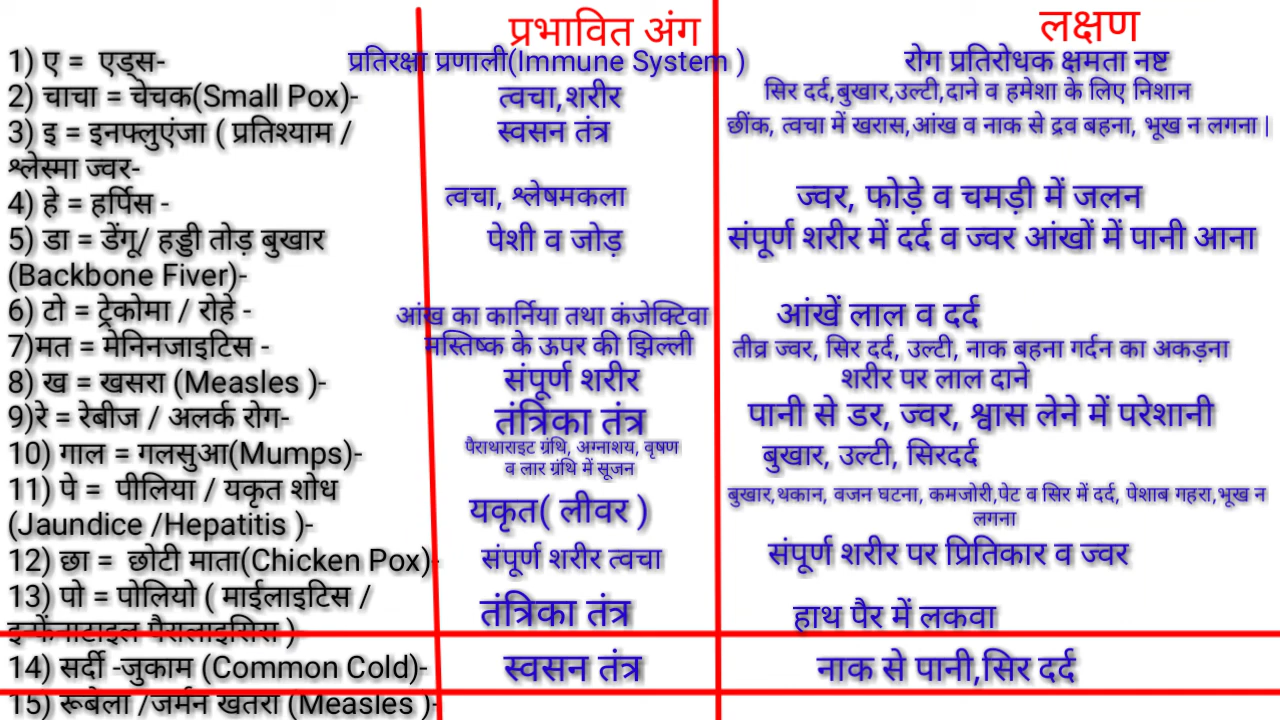 प्रभावित अंग लक्षण
1) ए = एड्स- प्रतिरक्षा प्रणाली(Immune System ) रोग प्रतिरोधक क्षमता नष्ट
2) चाचा = चेचक(Small Pox)- त्वचा,शरीर सिर दर्द,बुखार,उल्टी,दाने व हमेशा के लिए निशान
3) इ = इनफ्लुएंजा ( प्रतिश्याम / स्वसन तंत्र छींक, त्वचा में खरास,आंख व नाक से द्रव बहना, भूख न लगना |
श्लेस्मा ज्वर-
4) हे = हर्पिस - त्वचा, श्लेषमकला ज्वर, फोड़े व चमड़ी में जलन
5) डा = डेंगू/ हड्डी तोड़ बुखार पेशी व जोड़ संपूर्ण शरीर में दर्द व ज्वर आंखों में पानी आना
(Backbone Fiver)-
6) टो = ट्रेकोमा / रोहे - आंख का कार्निया तथा कंजेक्टिवा आंखें लाल व दर्द
7)मत = मेनिनजाइटिस - मस्तिष्क के ऊपर की झिल्ली तीव्र ज्वर, सिर दर्द, उल्टी, नाक बहना गर्दन का अकड़ना
8) ख = खसरा (Measles )- संपूर्ण शरीर शरीर पर लाल दाने
9)रे = रेबीज / अलर्क रोग- तंत्रिका तंत्र पानी से डर, ज्वर, श्वास लेने में परेशानी
10) गाल = गलसुआ(Mumps)- पैराथाराइट ग्रंथि, अग्नाशय, वृषण बुखार, उल्टी, सिरदर्द
व लार ग्रंथि में सूजन
11) पे = पीलिया / यकृत शोध यकृत( लीवर ) बुखार,थकान, वजन घटना, कमजोरी,पेट व सिर में दर्द, पेशाब गहरा,भूख न
लगना
(Jaundice /Hepatitis )-
12) छा = छोटी माता(Chicken Pox)- संपूर्ण शरीर त्वचा संपूर्ण शरीर पर प्रितिकार व ज्वर
13) पो = पोलियो ( माईलाइटिस / तंत्रिका तंत्र हाथ पैर में लकवा
पैरालाइसिस )
14) सर्दी -जुकाम (Common Cold)- स्वसन तंत्र नाक से पानी,सिर दर्द
15) रूबेला /जर्मन खतरा (Measles )-